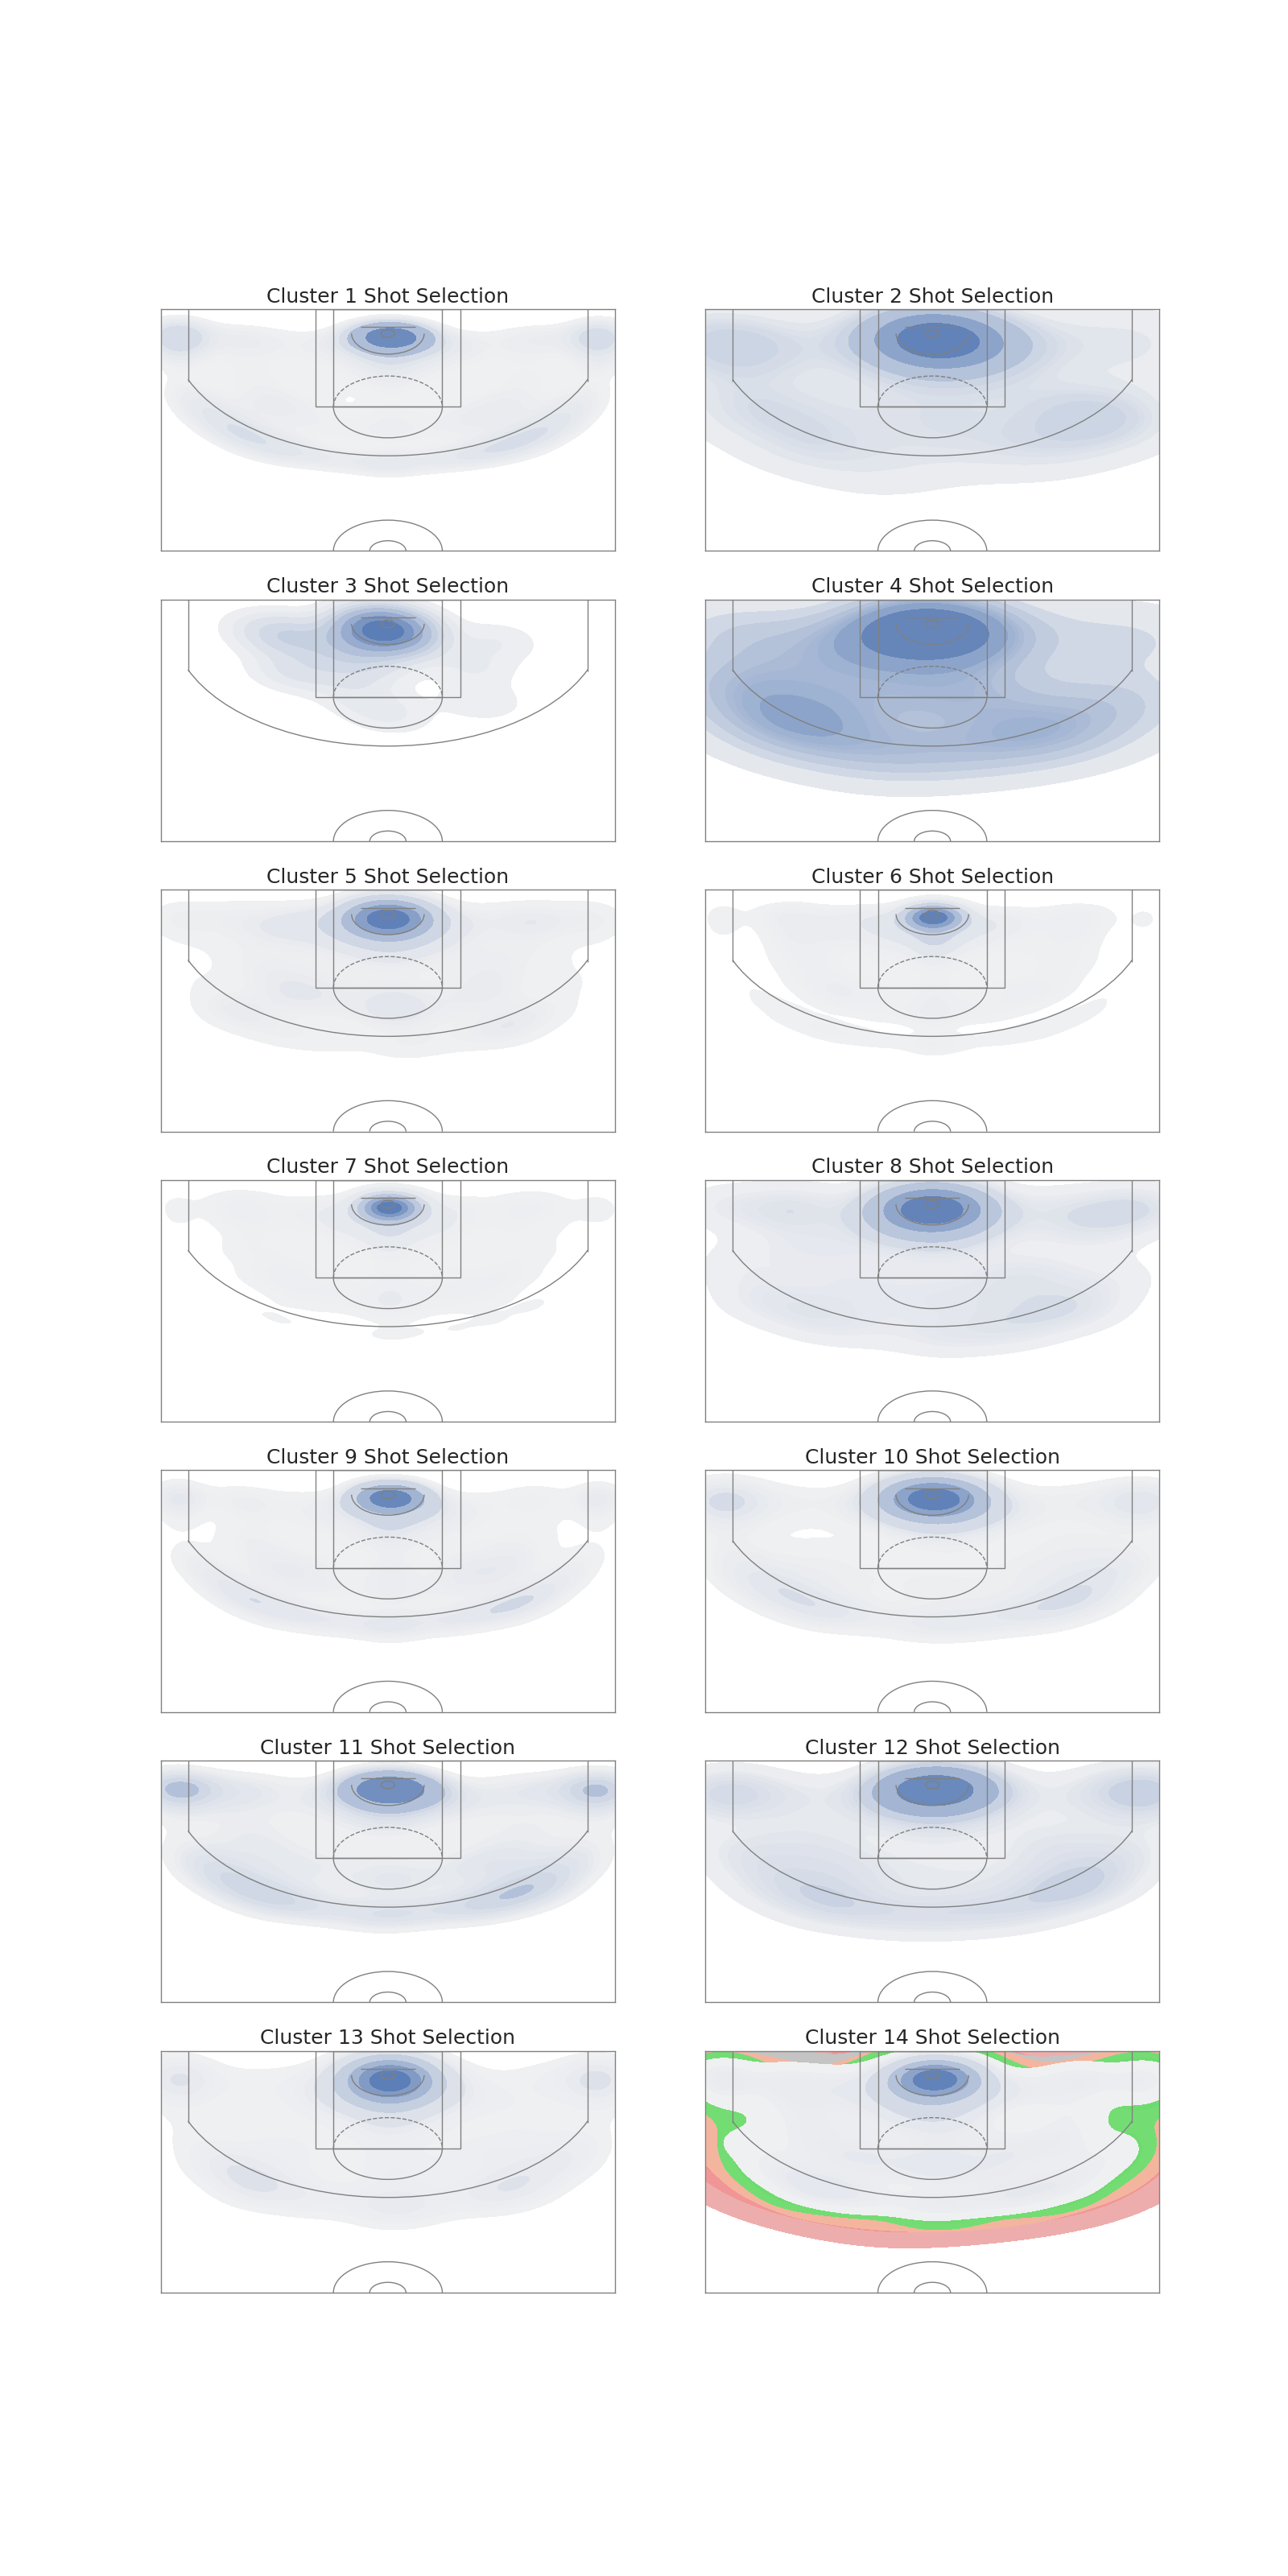 Cluster 1 Shot Selection
Cluster 2 Shot Selection
Cluster 3 Shot Selection
Cluster 4 Shot Selection
Cluster 5 Shot Selection
Cluster 6 Shot Selection
Cluster 7 Shot Selection
Cluster 8 Shot Selection
Cluster 9 Shot Selection
Cluster 10 Shot Selection
Cluster 11 Shot Selection
Cluster 12 Shot Selection
Cluster 13 Shot Selection
Cluster 14 Shot Selection